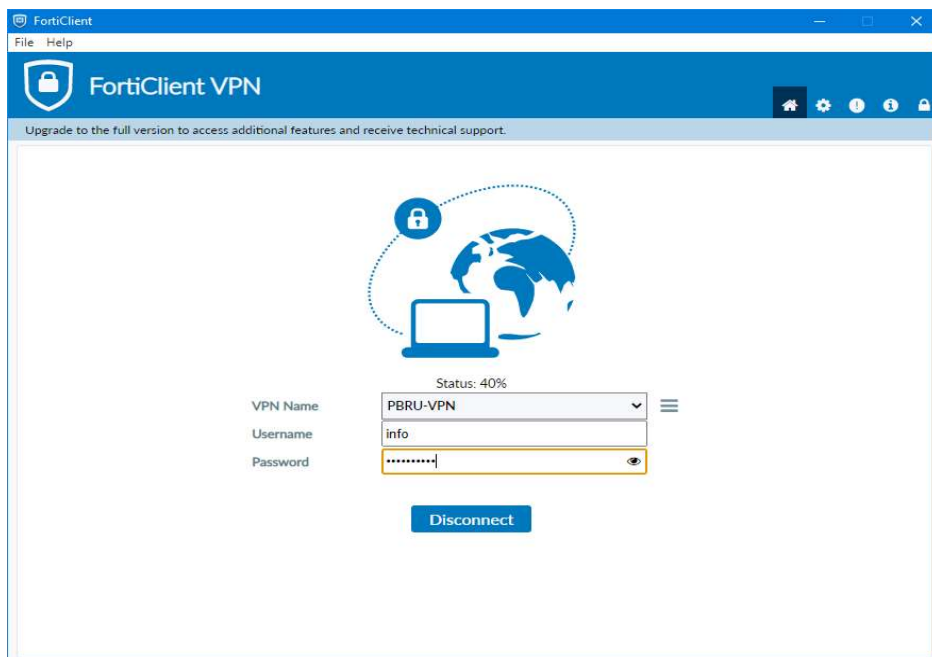 FortiClient
File Help
FortiClient VPN
Upgrade to the full version to access additional features and receive technical support.
Status: 40%
VPN Name PBRU-VPN
Username info
Password ••••••••••
Disconnect